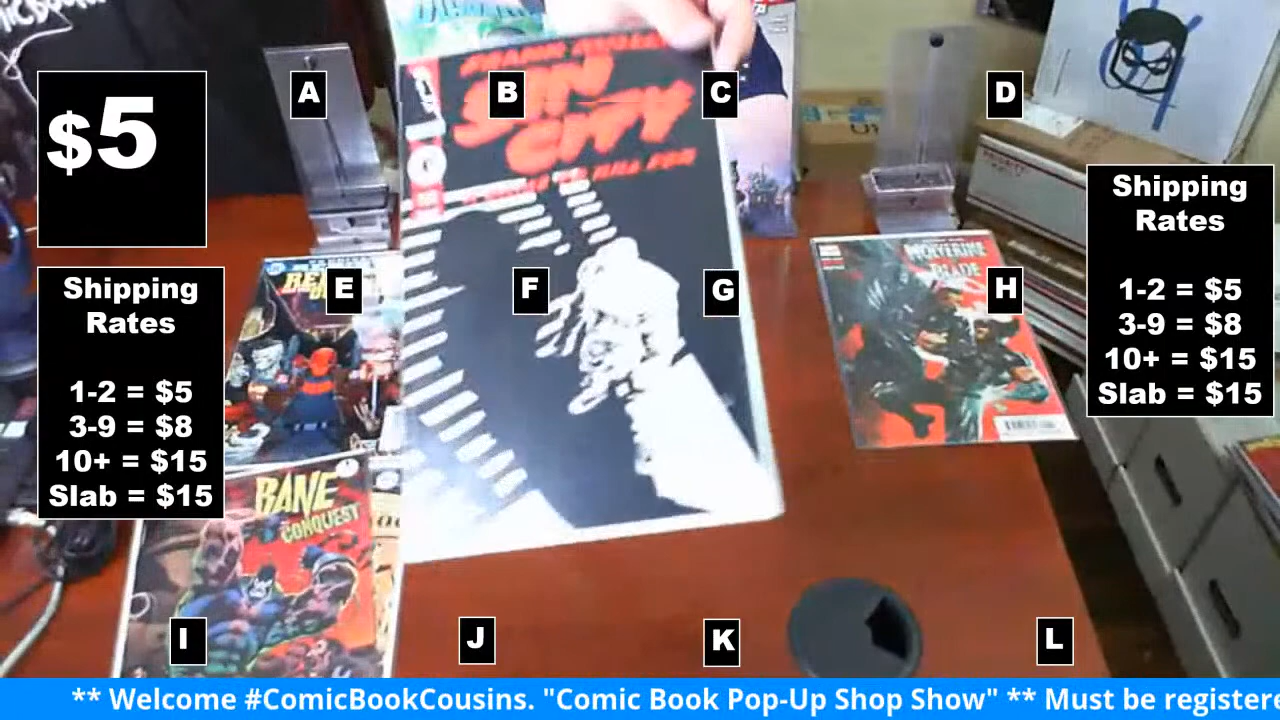 $5
A
B
C
D
FRANK MILLER
SIN
CITY
Shipping
Rates
1-2 = $5
3-9 = $8
10+ = $15
Slab = $15
Shipping
Rates
1-2 = $5
3-9 = $8
10+ = $15
Slab = $15
WOLVERINE
BLADE
E
F
G
H
BANE
CONQUEST
I
J
K
L
** Welcome #ComicBookCousins. "Comic Book Pop-Up Shop Show" ** Must be registere